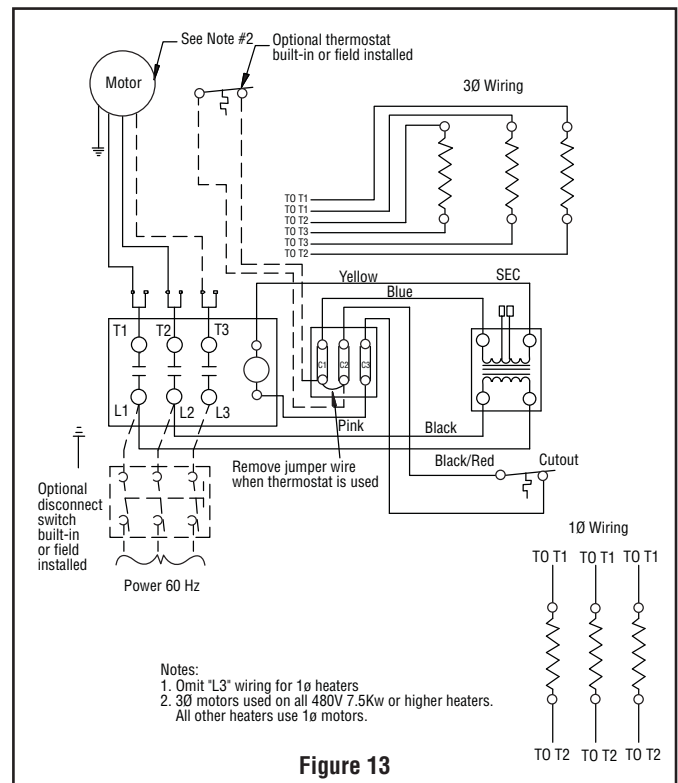 See Note #2
Optional thermostat
built-in or field installed
Motor
3Ø Wiring
TO T1
TO T1
TO T2
TO T3
TO T3
TO T2
Yellow
SEC
Blue
T1
T2
T3
C1
C2
C3
L1
L2
L3
Pink
Black
Remove jumper wire
when thermostat is used
Black/Red
Cutout
Optional
disconnect
switch
built-in
or field
installed
Power 60 Hz
1Ø Wiring
TO T1 TO T1 TO T1
Notes:
1. Omit "L3" wiring for 1ø heaters
2. 3Ø motors used on all 480V 7.5Kw or higher heaters.
All other heaters use 1ø motors.
TO T2 TO T2 TO T2
Figure 13